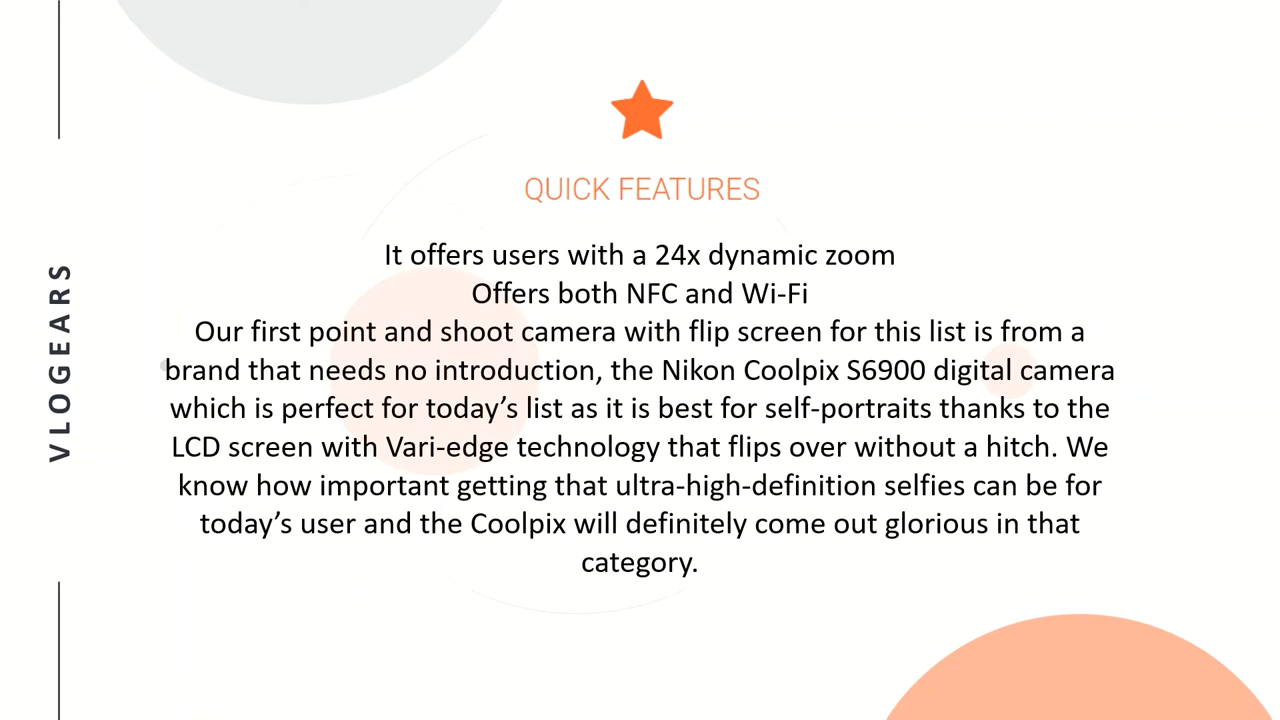 QUICK FEATURES
It offers users with a 24x dynamic zoom
Offers both NFC and Wi-Fi
Our first point and shoot camera with flip screen for this list is from a
brand that needs no introduction, the Nikon Coolpix S6900 digital camera
which is perfect for today’s list as it is best for self-portraits thanks to the
LCD screen with Vari-edge technology that flips over without a hitch. We
know how important getting that ultra-high-definition selfies can be for
today’s user and the Coolpix will definitely come out glorious in that
category.
VLOGEARS